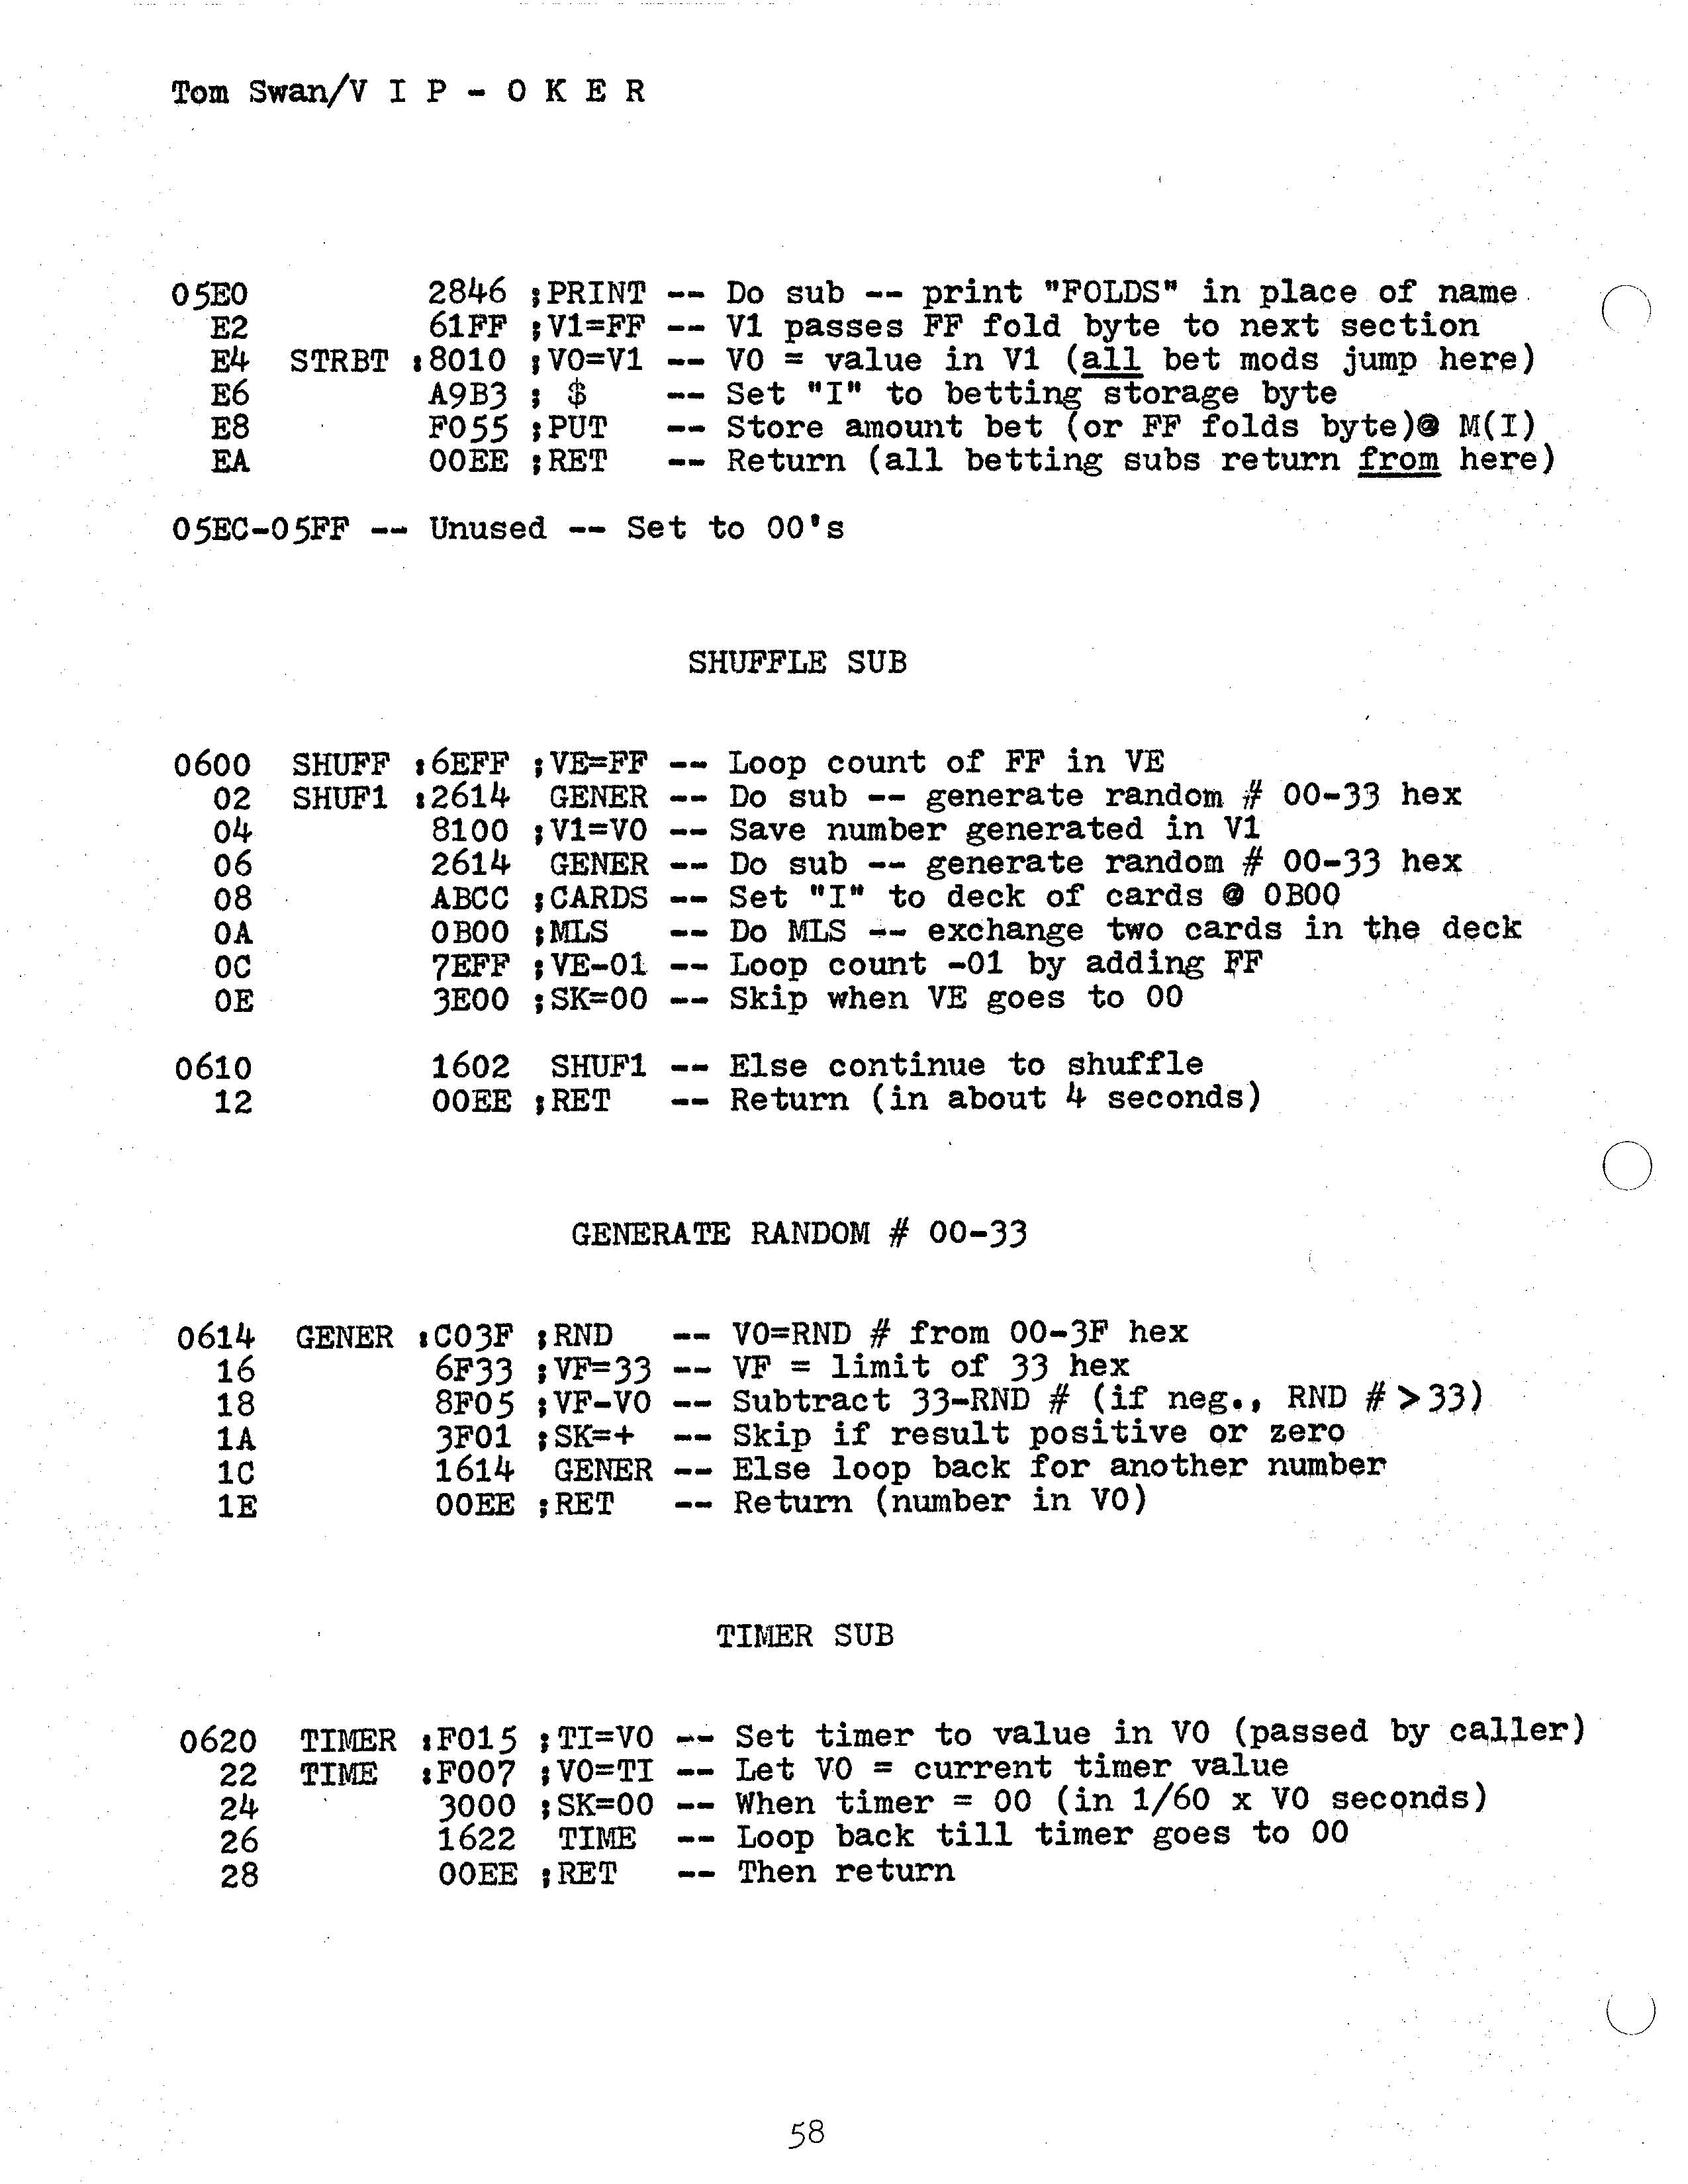 Tom Swan/V I P - O K E R
05E0 2846 ;PRINT -- Do sub -- print "FOLDS" in place of name
E2 61FF ;V1=FF -- V1 passes FF fold byte to next section
E4 STRBT :8010 ;V0=V1 -- V0 = value in V1 (all bet mods jump here)
E6 A9B3 ; $ -- Set "I" to betting storage byte
E8 F055 ;PUT -- Store amount bet (or FF folds byte)@ M(I)
EA 00EE ;RET -- Return (all betting subs return from here)
05EC-05FF -- Unused -- Set to 00's
SHUFFLE SUB
0600 SHUFF :6EFF ;VE=FF -- Loop count of FF in VE
02 SHUF1 :2614 GENER -- Do sub -- generate random # 00-33 hex
04 8100 ;V1=V0 -- Save number generated in V1
06 2614 GENER -- Do sub -- generate random # 00-33 hex
08 ABCC ;CARDS -- Set "I" to deck of cards @ 0B00
0A 0B00 ;MLS -- Do MLS -- exchange two cards in the deck
0C 7EFF ;VE-01 -- Loop count -01 by adding FF
0E 3E00 ;SK=00 -- Skip when VE goes to 00
0610 1602 SHUF1 -- Else continue to shuffle
12 00EE ;RET -- Return (in about 4 seconds)
GENERATE RANDOM # 00-33
0614 GENER :C03F ;RND -- V0=RND # from 00-3F hex
16 6F33 ;VF=33 -- VF = limit of 33 hex
18 8F05 ;VF-V0 -- Subtract 33-RND # (if neg., RND # > 33)
1A 3F01 ;SK=+ -- Skip if result positive or zero
1C 1614 GENER -- Else loop back for another number
1E 00EE ;RET -- Return (number in V0)
TIMER SUB
0620 TIMER :F015 ;TI=V0 -- Set timer to value in V0 (passed by caller)
22 TIME :F007 ;V0=TI -- Let V0 = current timer value
24 3000 ;SK=00 -- When timer = 00 (in 1/60 x V0 seconds)
26 1622 TIME -- Loop back till timer goes to 00
28 00EE ;RET -- Then return
58